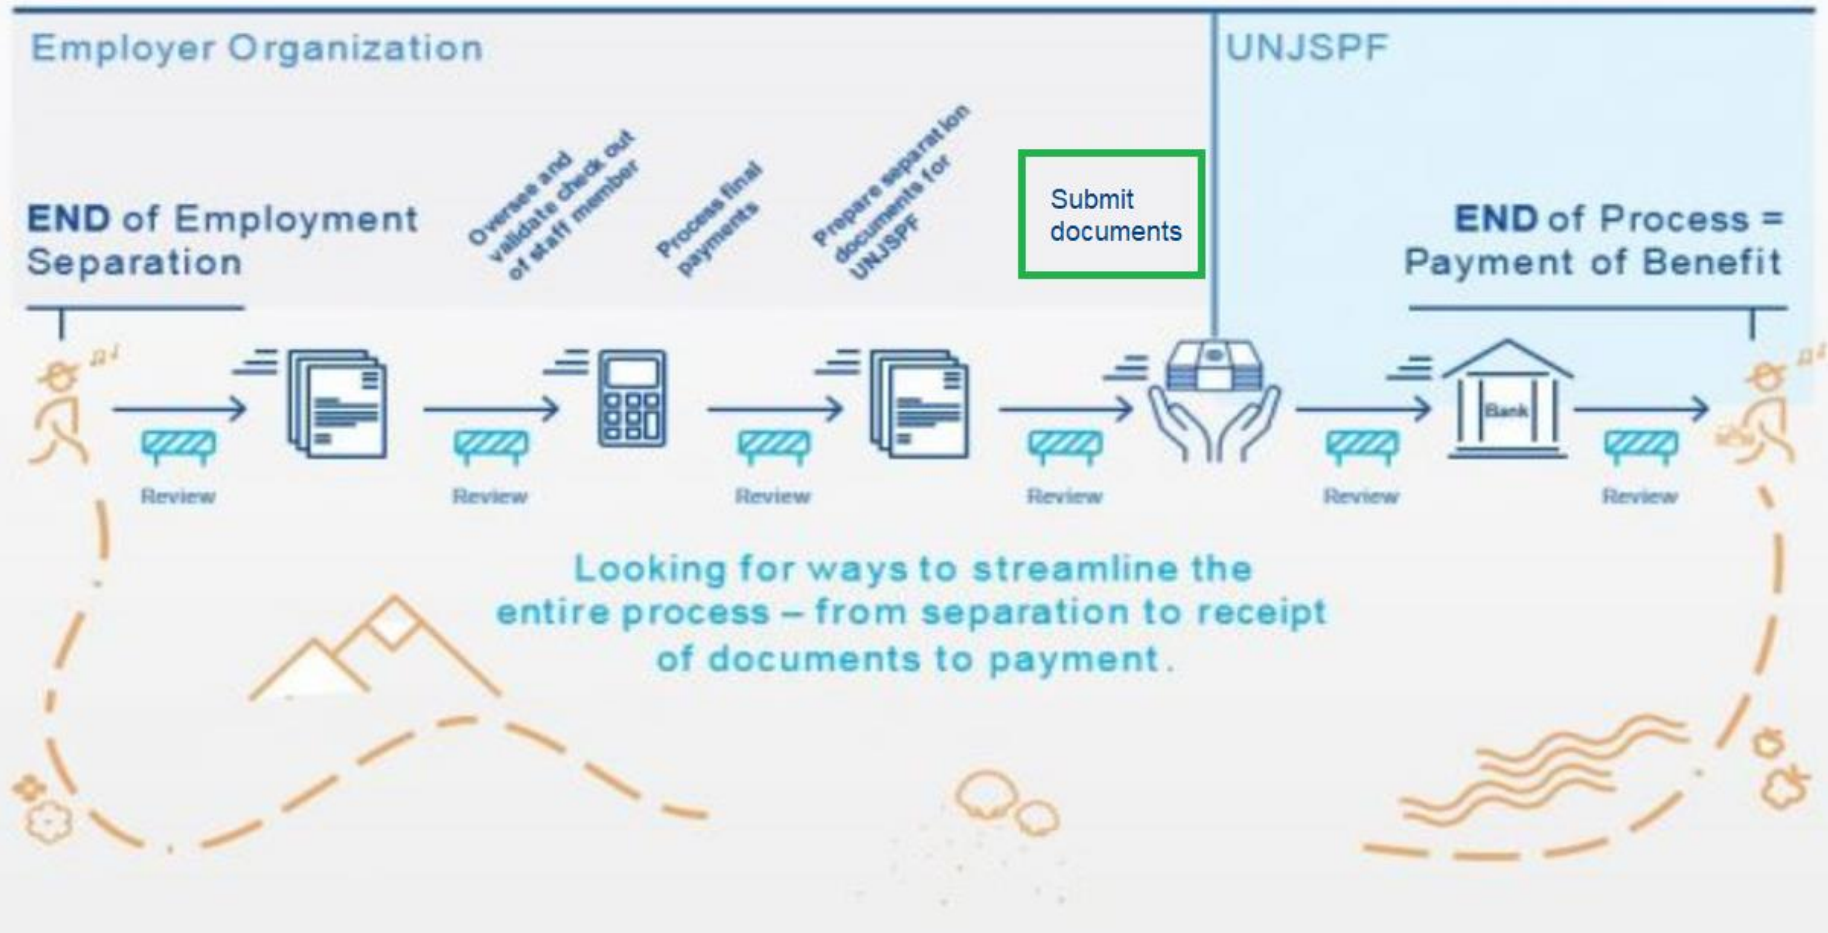 Employer Organization
UNJSPF
END of Employment
Separation
Oversee and
validate check out
of staff member
Process final
payments
Prepare separation
documents for
UNJSPF
Submit
documents
END of Process =
Payment of Benefit
Bank
Review
Review
Review
Review
Review
Review
Looking for ways to streamline the
entire process – from separation to receipt
of documents to payment.